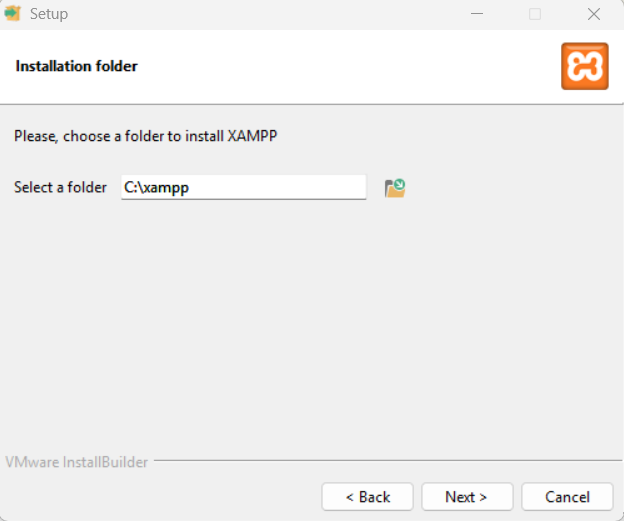 Setup
Installation folder
Please, choose a folder to install XAMPP
Select a folder C:\xampp
VMware InstallBuilder
< Back Next > Cancel